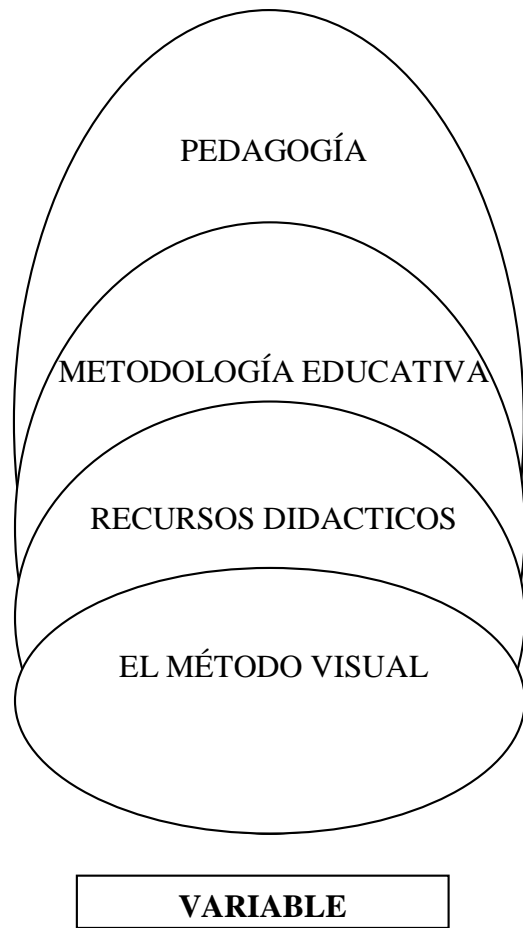 PEDAGOGÍA
METODOLOGÍA EDUCATIVA
RECURSOS DIDACTICOS
EL MÉTODO VISUAL
VARIABLE